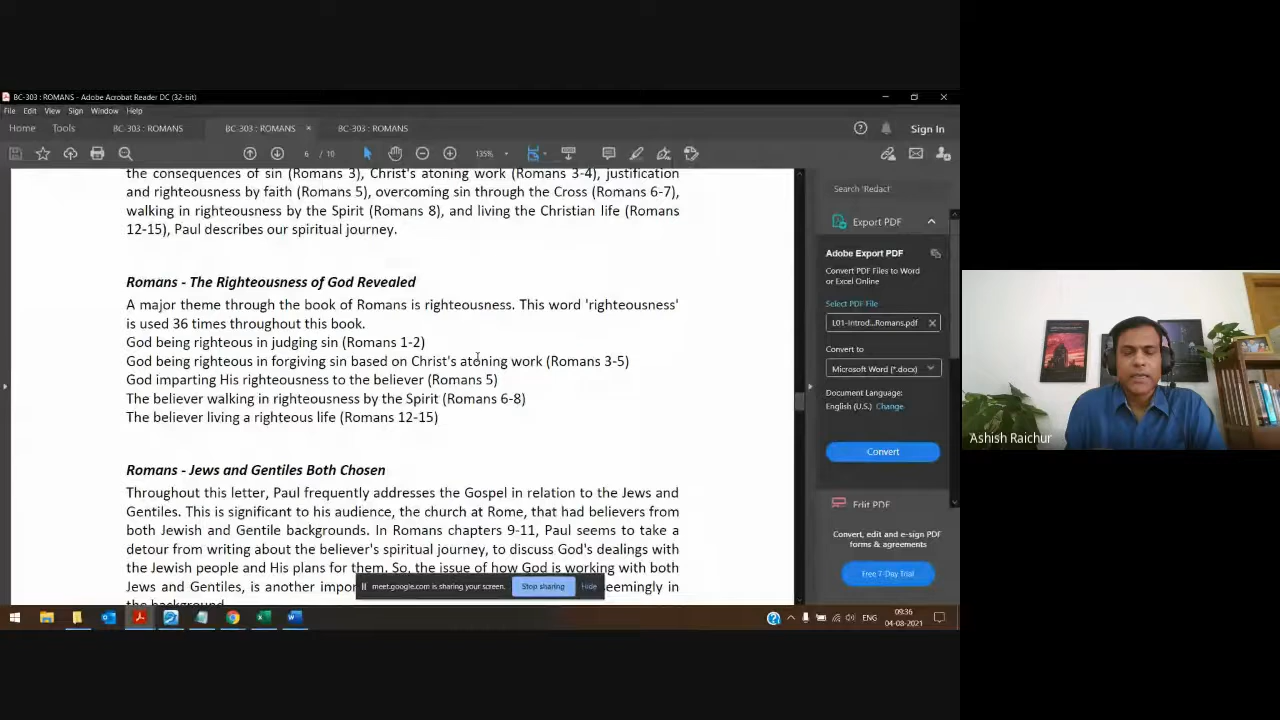 BC-303 : ROMANS - Adobe Acrobat Reader DC (32-bit)
File Edit View Sign Window Help
Home Tools BC-303 : ROMANS BC-303 : ROMANS × BC-303 : ROMANS Sign In
6 / 10 135%
the consequences of sin (Romans 3), Christ's atoning work (Romans 3-4), justification
and righteousness by faith (Romans 5), overcoming sin through the Cross (Romans 6-7),
walking in righteousness by the Spirit (Romans 8), and living the Christian life (Romans
12-15), Paul describes our spiritual journey.
Romans - The Righteousness of God Revealed
A major theme through the book of Romans is righteousness. This word 'righteousness'
is used 36 times throughout this book.
God being righteous in judging sin (Romans 1-2)
God being righteous in forgiving sin based on Christ's atoning work (Romans 3-5)
God imparting His righteousness to the believer (Romans 5)
The believer walking in righteousness by the Spirit (Romans 6-8)
The believer living a righteous life (Romans 12-15)
Romans - Jews and Gentiles Both Chosen
Throughout this letter, Paul frequently addresses the Gospel in relation to the Jews and
Gentiles. This is significant to his audience, the church at Rome, that had believers from
both Jewish and Gentile backgrounds. In Romans chapters 9-11, Paul seems to take a
detour from writing about the believer's spiritual journey, to discuss God's dealings with
the Jewish people and His plans for them. So, the issue of how God is working with both
Jews and Gentiles, is another seemingly in
the background
meet.google.com is sharing your screen. Stop sharing Hide
Search 'Redact'
Export PDF
Adobe Export PDF
Convert PDF Files to Word
or Excel Online
Select PDF File
L01-Introd...Romans.pdf
Convert to
Microsoft Word (*.docx)
Document Language:
English (U.S.) Change
Convert
Edit PDF
Convert, edit and e-sign PDF
forms & agreements
Free 7-Day Trial
ENG
09:36
04-08-2021
Ashish Raichur